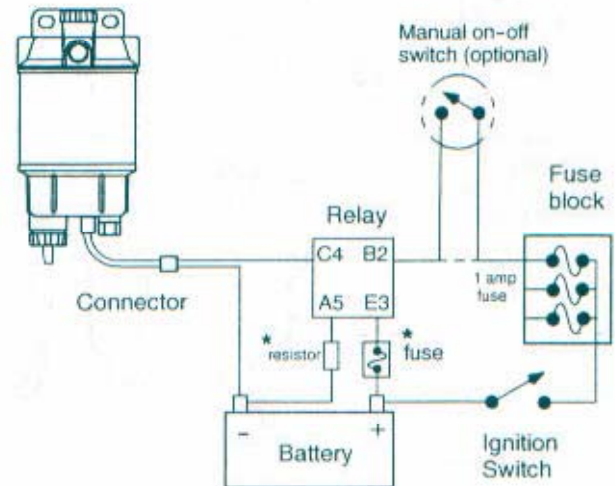 Manual on-off
switch (optional)
Fuse
block
Relay
C4 B2
1 amp
fuse
Connector
A5 E3
* resistor
* fuse
- +
Battery
Ignition
Switch